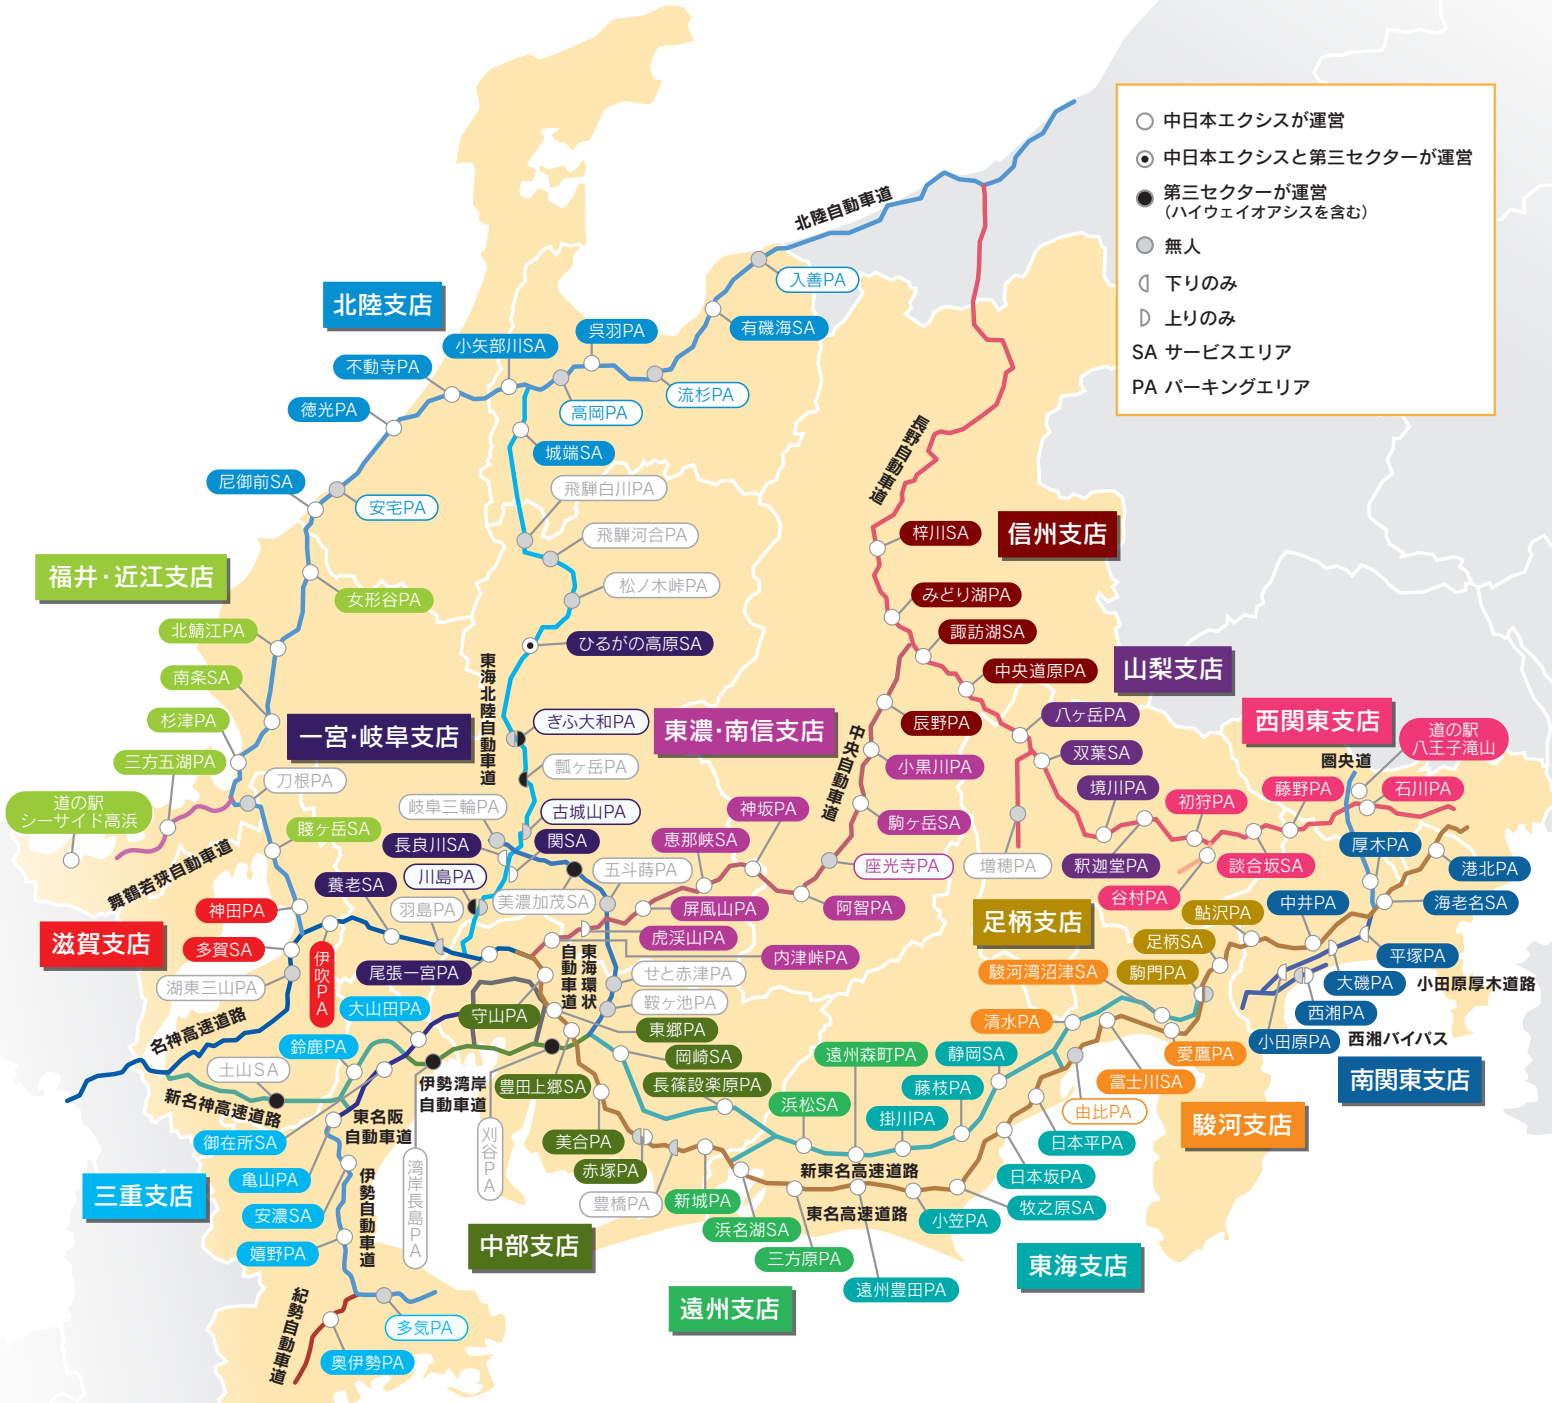 中日本エクシスが運営
中日本エクシスと第三セクターが運営
第三セクターが運営
(ハイウェイオアシスを含む)
無人
下りのみ
上りのみ
SA サービスエリア
PA パーキングエリア
北陸自動車道
入善PA
有磯海SA
北陸支店
呉羽PA
小矢部川SA
不動寺PA
流杉PA
高岡PA
徳光PA
城端SA
尼御前SA
安宅PA
飛騨白川PA
飛騨河合PA
松ノ木峠PA
長野自動車道
梓川SA
信州支店
みどり湖PA
諏訪湖SA
中央道原PA
辰野PA
福井・近江支店
女形谷PA
北鯖江PA
南条SA
杉津PA
三方五湖PA
刀根PA
道の駅
シーサイド高浜
賤ヶ岳SA
舞鶴若狭自動車道
ひるがの高原SA
東海北陸自動車道
一宮・岐阜支店
ぎふ大和PA
瓢ヶ岳PA
岐阜三輪PA
古城山PA
長良川SA
関SA
川島PA
養老SA
羽島PA
美濃加茂SA
五斗蒔PA
尾張一宮PA
東濃・南信支店
中央自動車道
小黒川PA
駒ヶ岳SA
座光寺PA
神坂PA
恵那峡SA
阿智PA
屏風山PA
虎渓山PA
内津峠PA
山梨支店
八ヶ岳PA
双葉SA
境川PA
初狩PA
釈迦堂PA
増穂PA
谷村PA
談合坂SA
西関東支店
道の駅
八王子滝山
圏央道
藤野PA
石川PA
厚木PA
港北PA
海老名SA
中井PA
平塚PA
大磯PA
小田原厚木道路
西湘PA
小田原PA
西湘バイパス
南関東支店
足柄支店
鮎沢PA
足柄SA
駒門PA
駿河湾沼津SA
清水PA
愛鷹PA
富士川SA
由比PA
駿河支店
滋賀支店
神田PA
多賀SA
伊吹PA
湖東三山PA
名神高速道路
大山田PA
鈴鹿PA
土山SA
新名神高速道路
御在所SA
東名阪
自動車道
伊勢湾岸
自動車道
亀山PA
安濃SA
嬉野PA
三重支店
伊勢自動車道
湾岸長島PA
刈谷PA
紀勢自動車道
多気PA
奥伊勢PA
東海環状
自動車道
せと赤津PA
鞍ヶ池PA
守山PA
東郷PA
岡崎SA
豊田上郷SA
長篠設楽原PA
美合PA
赤塚PA
豊橋PA
中部支店
新城PA
浜名湖SA
三方原PA
遠州豊田PA
遠州支店
浜松SA
遠州森町PA
静岡SA
藤枝PA
掛川PA
新東名高速道路
東名高速道路
小笠PA
牧之原SA
日本坂PA
日本平PA
東海支店